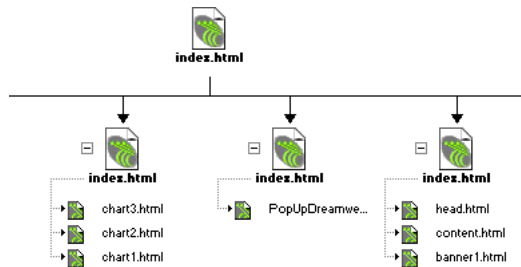 index.html
index.html
index.html
index.html
chart3.html
PopUpDreamwe...
head.html
chart2.html
content.html
chart1.html
banner1.html